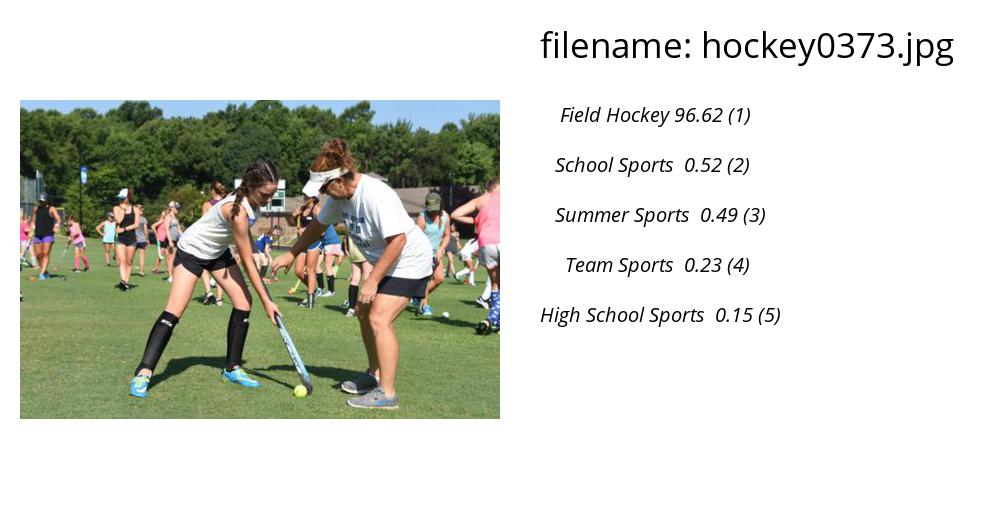 filename: hockey0373.jpg
Field Hockey 96.62 (1)
School Sports 0.52 (2)
Summer Sports 0.49 (3)
Team Sports 0.23 (4)
High School Sports 0.15 (5)